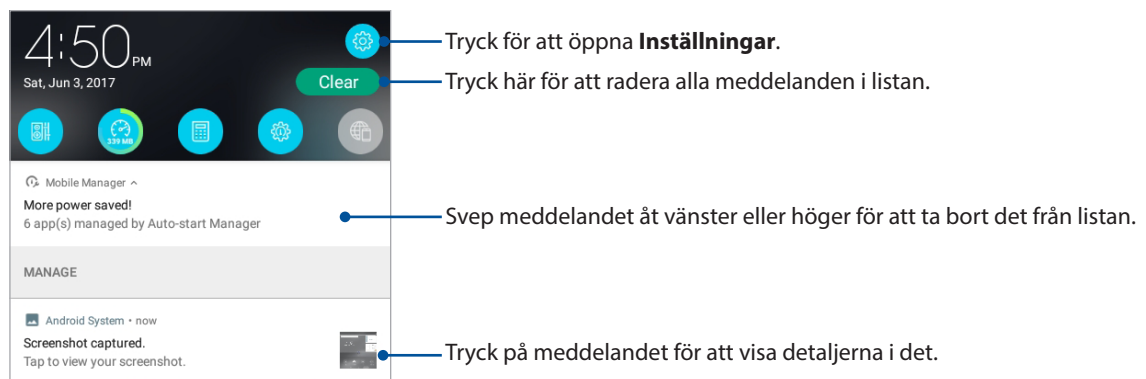 4:50 PM
Tryck för att öppna Inställningar.
Sat, Jun 3, 2017
Clear
Tryck här för att radera alla meddelanden i listan.
339 MB
Mobile Manager
More power saved!
6 app(s) managed by Auto-start Manager
Svep meddelandet åt vänster eller höger för att ta bort det från listan.
MANAGE
Android System • now
Screenshot captured.
Tap to view your screenshot.
Tryck på meddelandet för att visa detaljerna i det.